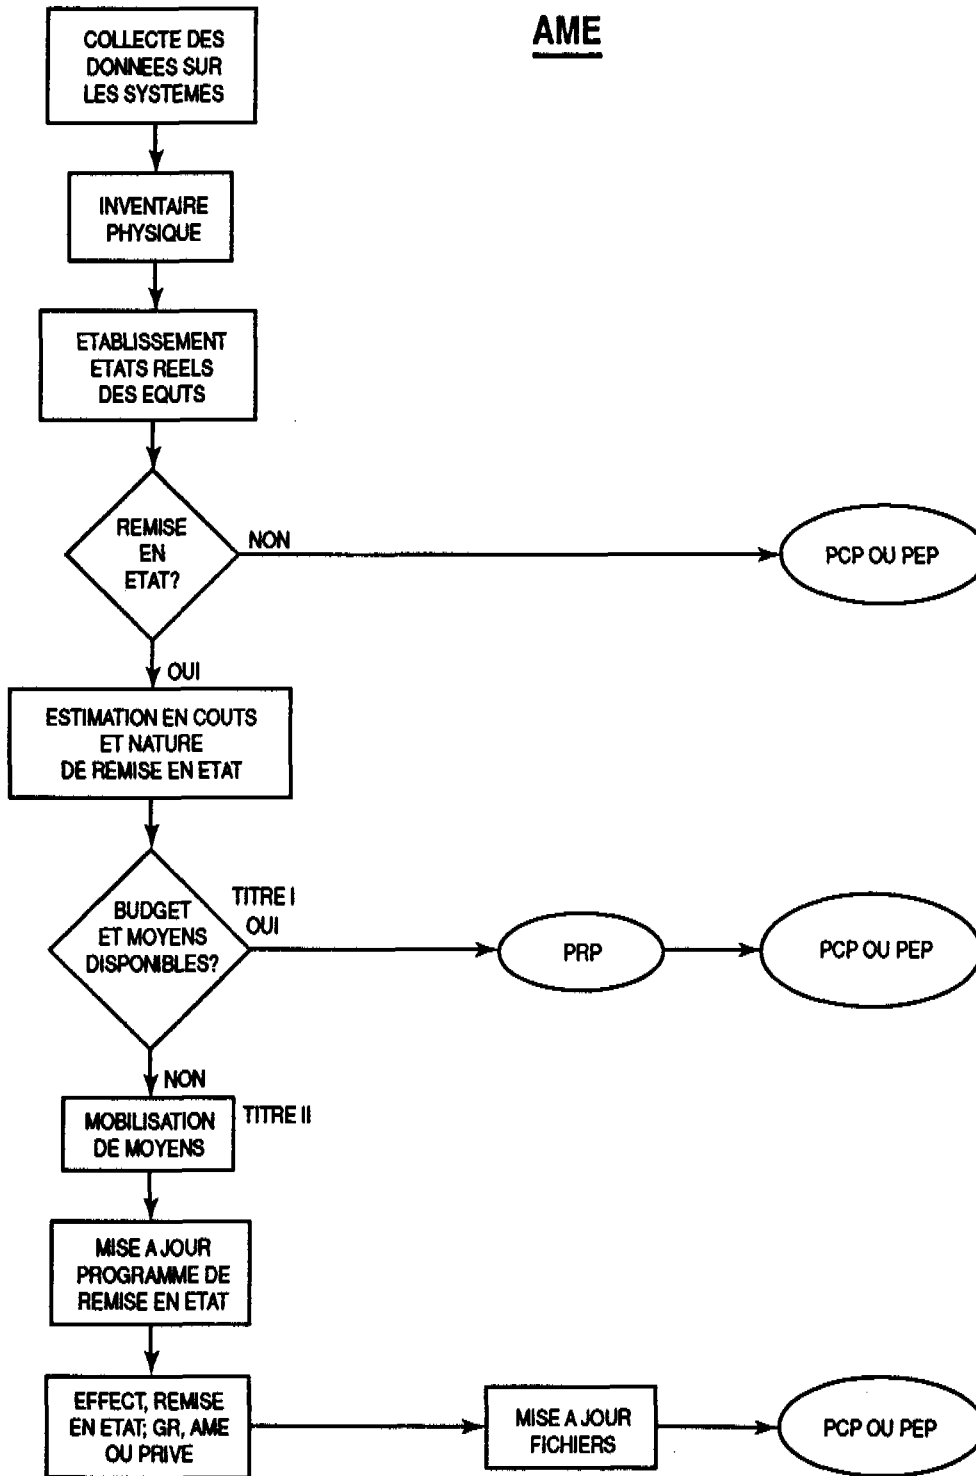 AME
COLLECTE DES
DONNEES SUR
LES SYSTEMES
INVENTAIRE
PHYSIQUE
ETABLISSEMENT
ETATS REELS
DES EQUTS
REMISE
EN
ETAT?
NON
PCP OU PEP
OUI
ESTIMATION EN COUTS
ET NATURE
DE REMISE EN ETAT
BUDGET
ET MOYENS
DISPONIBLES?
TITRE I
OUI
PRP
PCP OU PEP
NON
MOBILISATION
DE MOYENS
TITRE II
MISE A JOUR
PROGRAMME DE
REMISE EN ETAT
EFFECT, REMISE
EN ETAT; GR, AME
OU PRIVE
MISE A JOUR
FICHIERS
PCP OU PEP